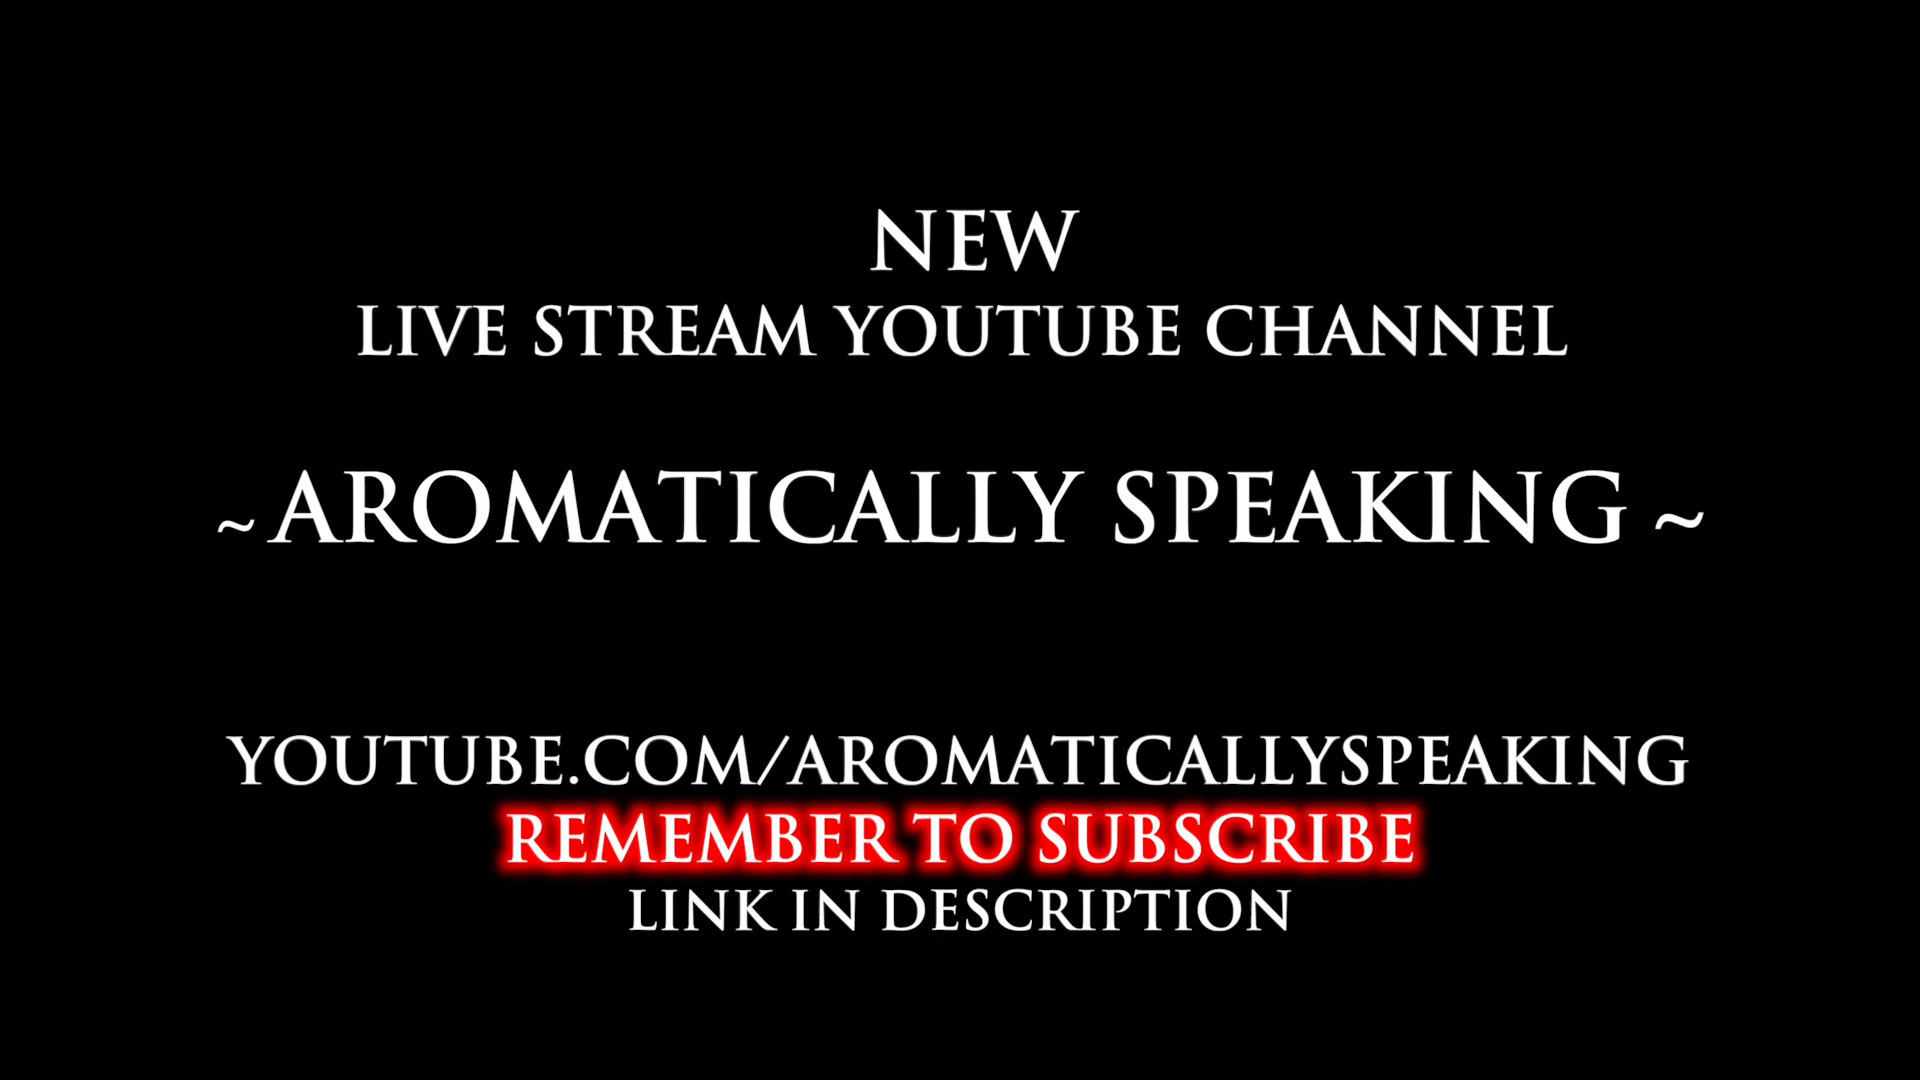 NEW
LIVE STREAM YOUTUBE CHANNEL
~ AROMATICALLY SPEAKING ~
YOUTUBE.COM/AROMATICALLYSPEAKING
REMEMBER TO SUBSCRIBE
LINK IN DESCRIPTION